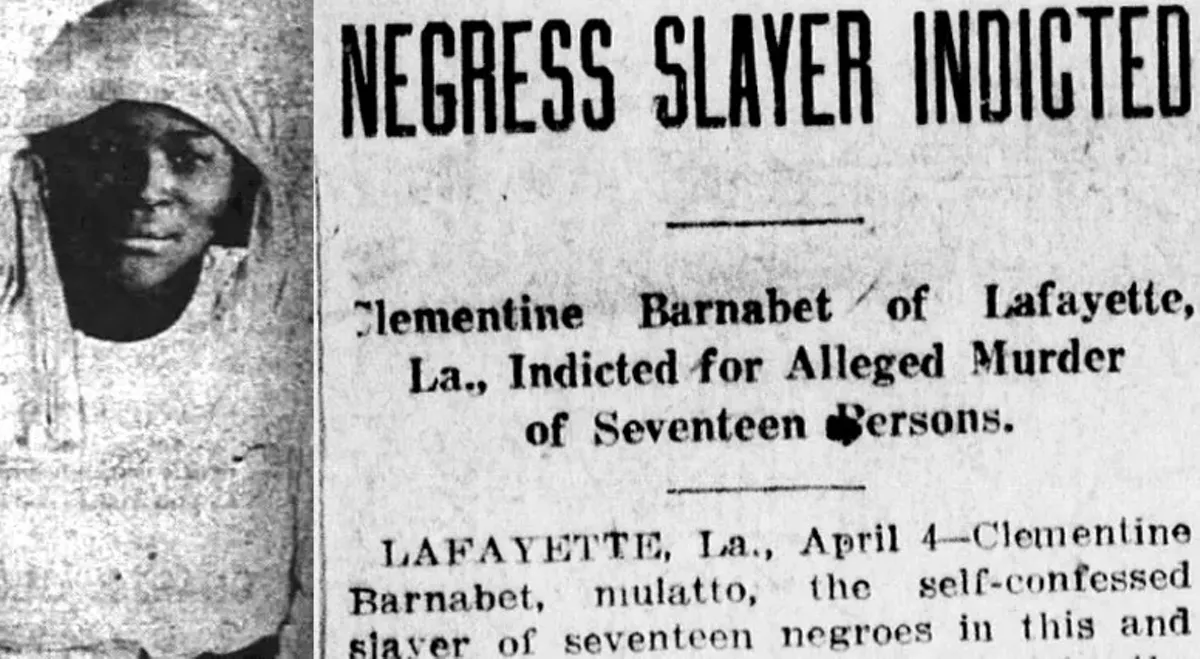 NEGRESS SLAYER INDICTED
Clementine Barnabet of Lafayette,
La., Indicted for Alleged Murder
of Seventeen Persons.
LAFAYETTE, La., April 4—Clementine
Barnabet, mulatto, the self-confessed
slayer of seventeen negroes in this and